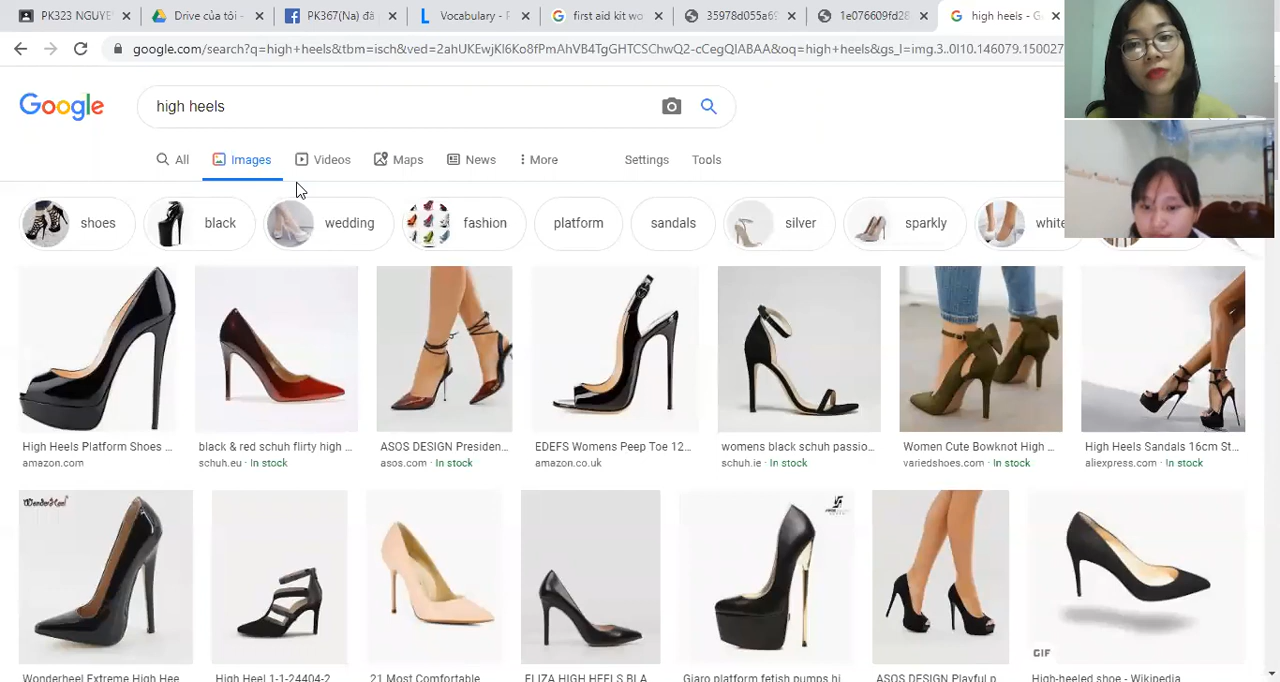 PK323 NGUYE
Drive của tôi -
PK367(Na) đã
Vocabulary - P
first aid kit wo
35978d055a69
1e076609fd28
high heels - G
google.com/search?q=high+heels&tbm=isch&ved=2ahUKEwjKl6Ko8fPmAhVB4TgGHTCSChwQ2-cCegQIABAA&oq=high+heels&gs_l=img.3..0l10.146079.150027
Google
high heels
All
Images
Videos
Maps
News
More
Settings
Tools
shoes
black
wedding
fashion
platform
sandals
silver
sparkly
white
High Heels Platform Shoes ...
black & red schuh flirty high ...
ASOS DESIGN Presiden...
EDEFS Womens Peep Toe 12...
womens black schuh passio...
Women Cute Bowknot High ...
High Heels Sandals 16cm St...
amazon.com
schuh.eu · In stock
asos.com · In stock
amazon.co.uk
schuh.ie · In stock
variedshoes.com · In stock
aliexpress.com · In stock
WonderHeel
GIF
Wonderheel Extreme High Hee
High Heel 1-1-24404-2
21 Most Comfortable
ELIZA HIGH HEELS BLA
Giaro platform fetish pumps hi
ASOS DESIGN Playful p
High-heeled shoe - Wikipedia